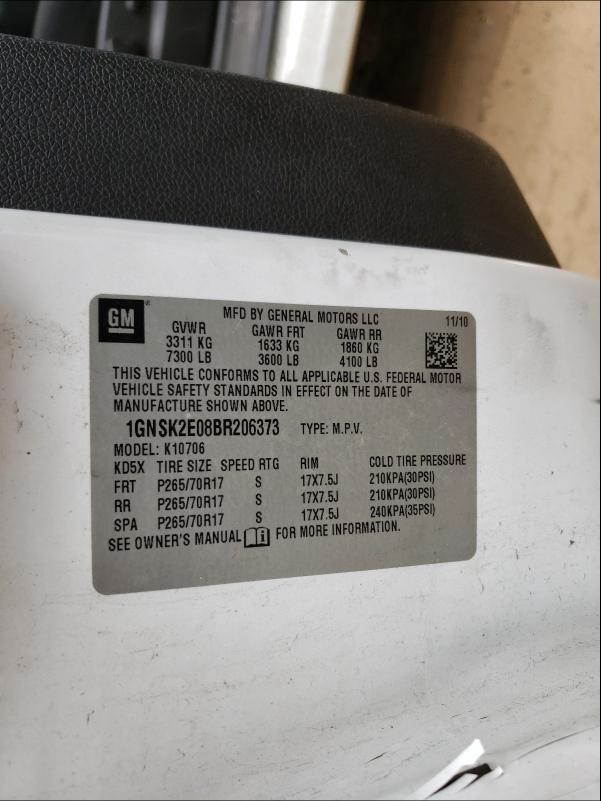 GM
MFD BY GENERAL MOTORS LLC 11/10
GVWR GAWR FRT GAWR RR
3311 KG 1633 KG 1860 KG
7300 LB 3600 LB 4100 LB
THIS VEHICLE CONFORMS TO ALL APPLICABLE U.S. FEDERAL MOTOR
VEHICLE SAFETY STANDARDS IN EFFECT ON THE DATE OF
MANUFACTURE SHOWN ABOVE.
1GNSK2E08BR206373 TYPE: M.P.V.
MODEL: K10706
KD5X TIRE SIZE SPEED RTG RIM COLD TIRE PRESSURE
FRT P265/70R17 S 17X7.5J 210KPA(30PSI)
RR P265/70R17 S 17X7.5J 210KPA(30PSI)
SPA P265/70R17 S 17X7.5J 240KPA(35PSI)
SEE OWNER'S MANUAL FOR MORE INFORMATION.